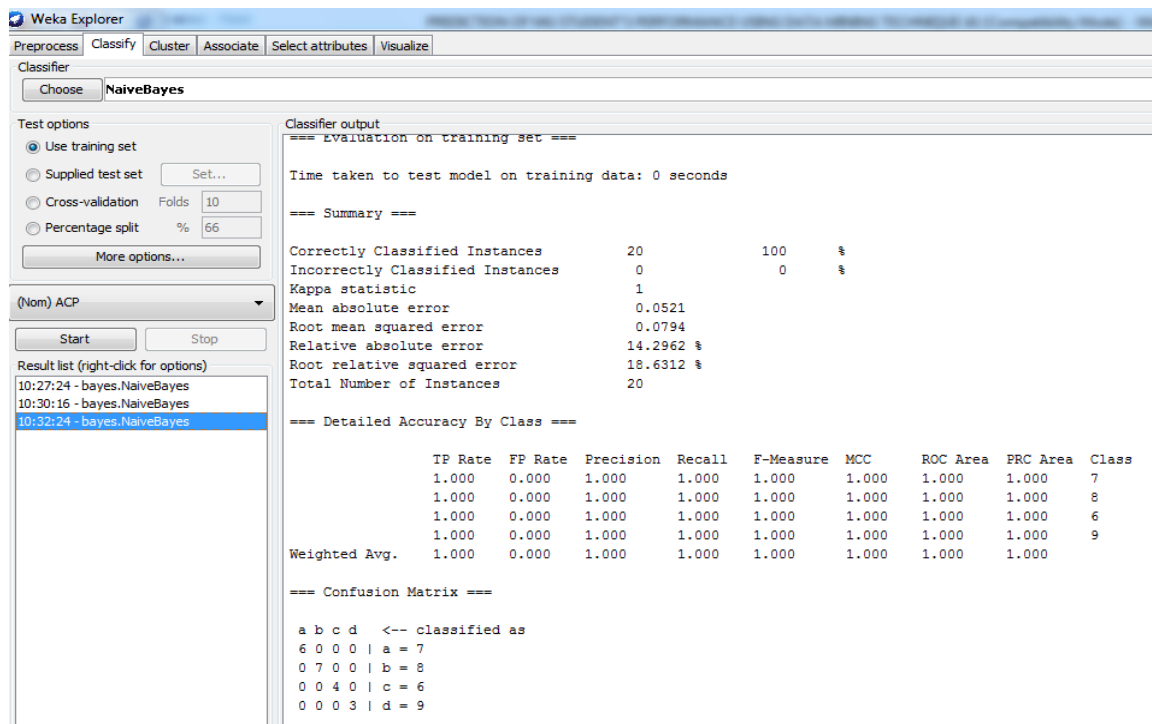 Weka Explorer
PREDICTION OF NIIJ STUDENT'S PERFORMANCE USING DATA MINING TECHNIQUE (Compatibility Mode)
Preprocess Classify Cluster Associate Select attributes Visualize
Classifier
Choose NaiveBayes
Test options
Use training set
Supplied test set Set...
Cross-validation Folds 10
Percentage split % 66
More options...
(Nom) ACP
Start Stop
Result list (right-click for options)
10:27:24 - bayes.NaiveBayes
10:30:16 - bayes.NaiveBayes
10:32:24 - bayes.NaiveBayes
Classifier output
=== Evaluation on training set ===
Time taken to test model on training data: 0 seconds
=== Summary ===
Correctly Classified Instances 20 100 %
Incorrectly Classified Instances 0 0 %
Kappa statistic 1
Mean absolute error 0.0521
Root mean squared error 0.0794
Relative absolute error 14.2962 %
Root relative squared error 18.6312 %
Total Number of Instances 20
=== Detailed Accuracy By Class ===
TP Rate FP Rate Precision Recall F-Measure MCC ROC Area PRC Area Class
1.000 0.000 1.000 1.000 1.000 1.000 1.000 1.000 7
1.000 0.000 1.000 1.000 1.000 1.000 1.000 1.000 8
1.000 0.000 1.000 1.000 1.000 1.000 1.000 1.000 6
1.000 0.000 1.000 1.000 1.000 1.000 1.000 1.000 9
Weighted Avg. 1.000 0.000 1.000 1.000 1.000 1.000 1.000 1.000
=== Confusion Matrix ===
a b c d <-- classified as
6 0 0 0 | a = 7
0 7 0 0 | b = 8
0 0 4 0 | c = 6
0 0 0 3 | d = 9